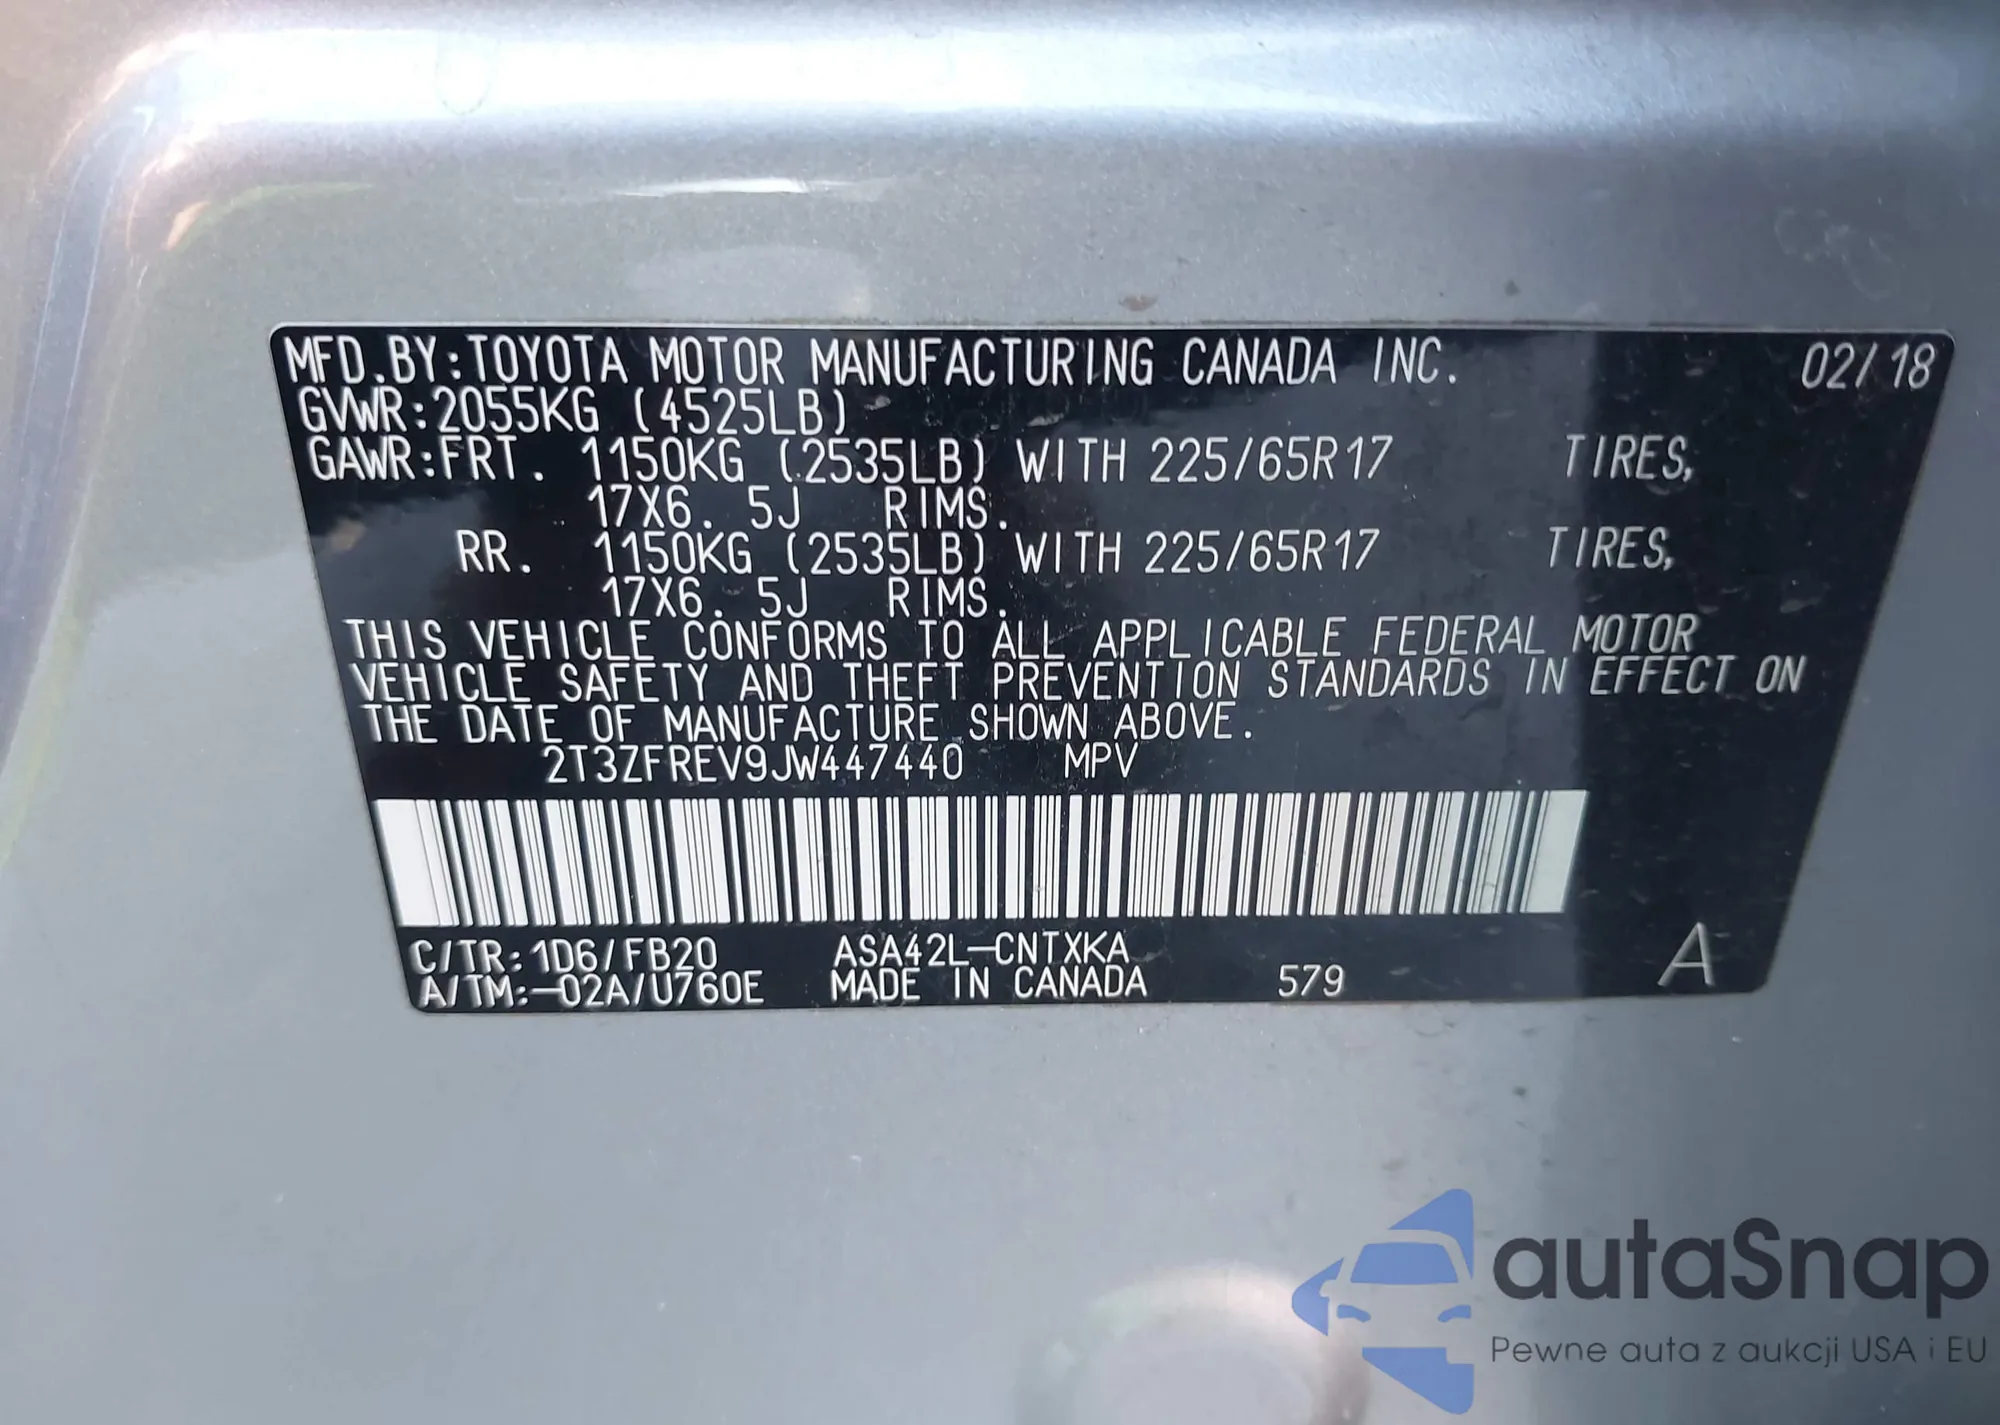 MFD.BY:TOYOTA MOTOR MANUFACTURING CANADA INC. 02/18
GVWR:2055KG (4525LB)
GAWR:FRT. 1150KG (2535LB) WITH 225/65R17 TIRES,
17X6.5J RIMS.
RR. 1150KG (2535LB) WITH 225/65R17 TIRES,
17X6.5J RIMS.
THIS VEHICLE CONFORMS TO ALL APPLICABLE FEDERAL MOTOR
VEHICLE SAFETY AND THEFT PREVENTION STANDARDS IN EFFECT ON
THE DATE OF MANUFACTURE SHOWN ABOVE.
2T3ZFREV9JW447440 MPV
C/TR:1D6/FB20 ASA42L-CNTXKA A
A/TM:-02A/U760E MADE IN CANADA 579
autaSnap
Pewne auta z aukcji USA i EU